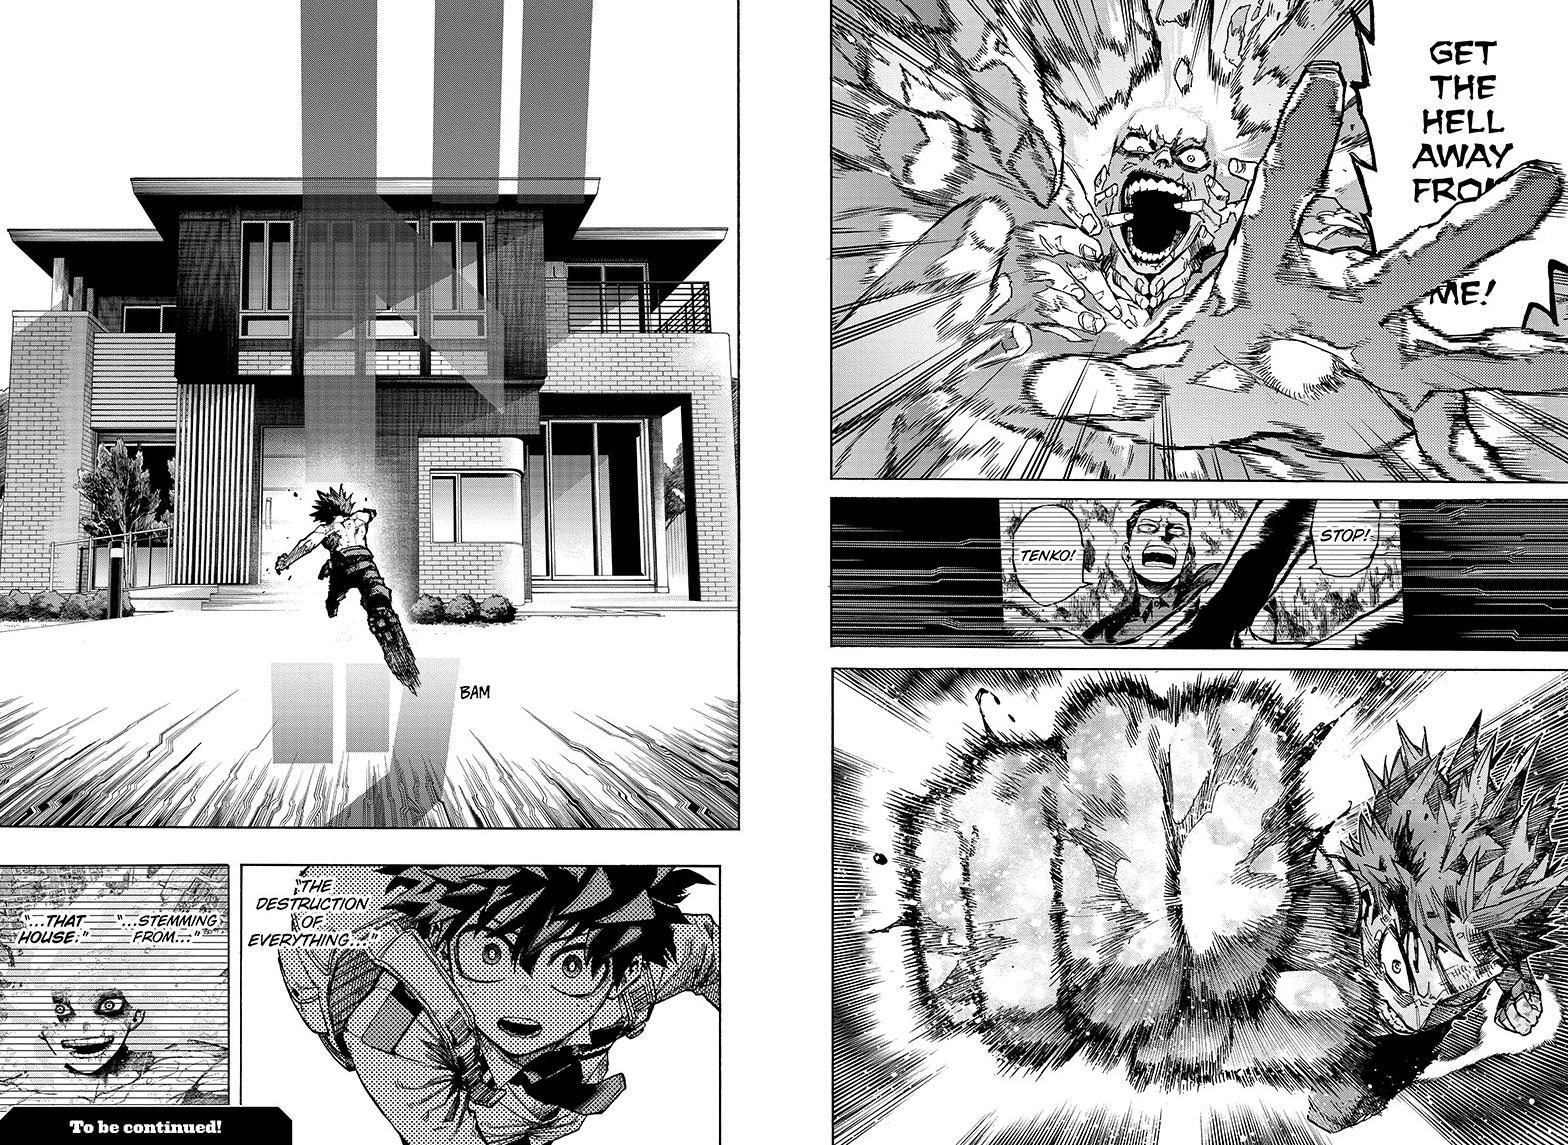 GET
THE
HELL
AWAY
FROM
ME!
STOP!
TENKO!
BAM
"THE
DESTRUCTION
OF
EVERYTHING..."
"...STEMMING
FROM..."
"...THAT
HOUSE."
To be continued!